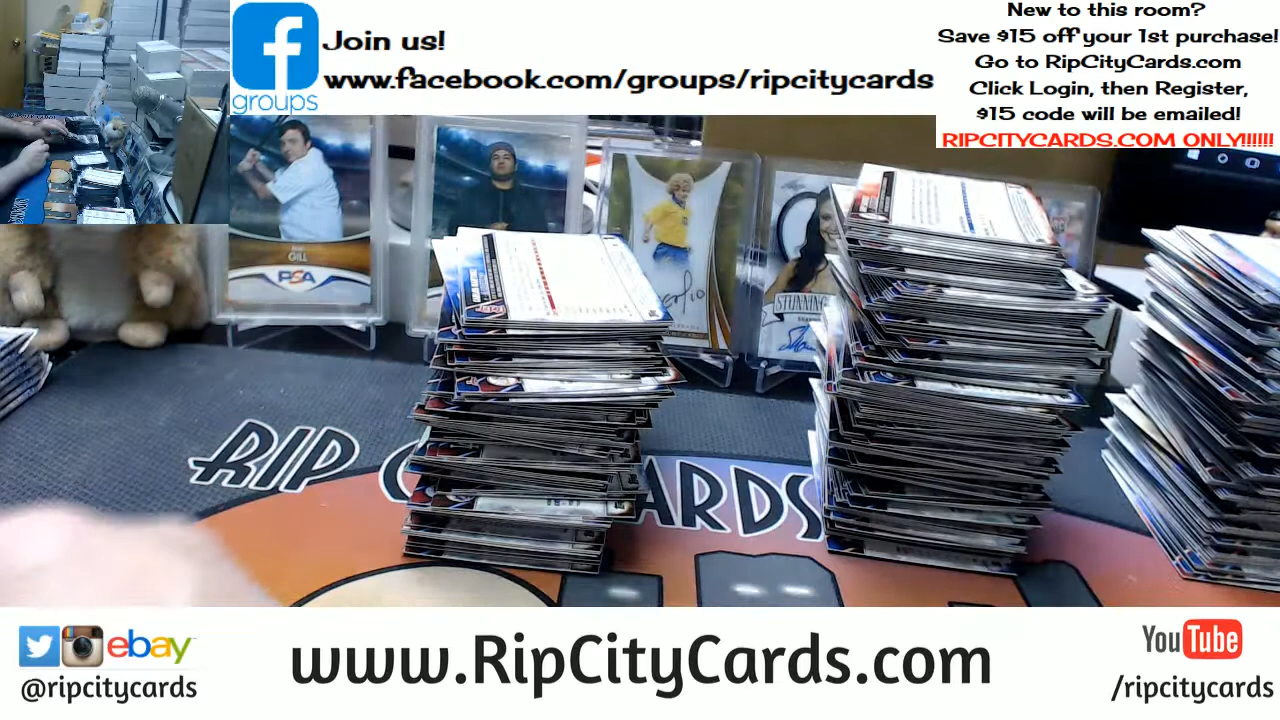 Join us!
www.facebook.com/groups/ripcitycards
groups
New to this room?
Save $15 off your 1st purchase!
Go to RipCityCards.com
Click Login, then Register,
$15 code will be emailed!
RIPCITYCARDS.COM ONLY!!!!!!
GILL
PSA
STUNNING
RIP C
ARDS
ebay
@ripcitycards
www.RipCityCards.com
YouTube
/ripcitycards